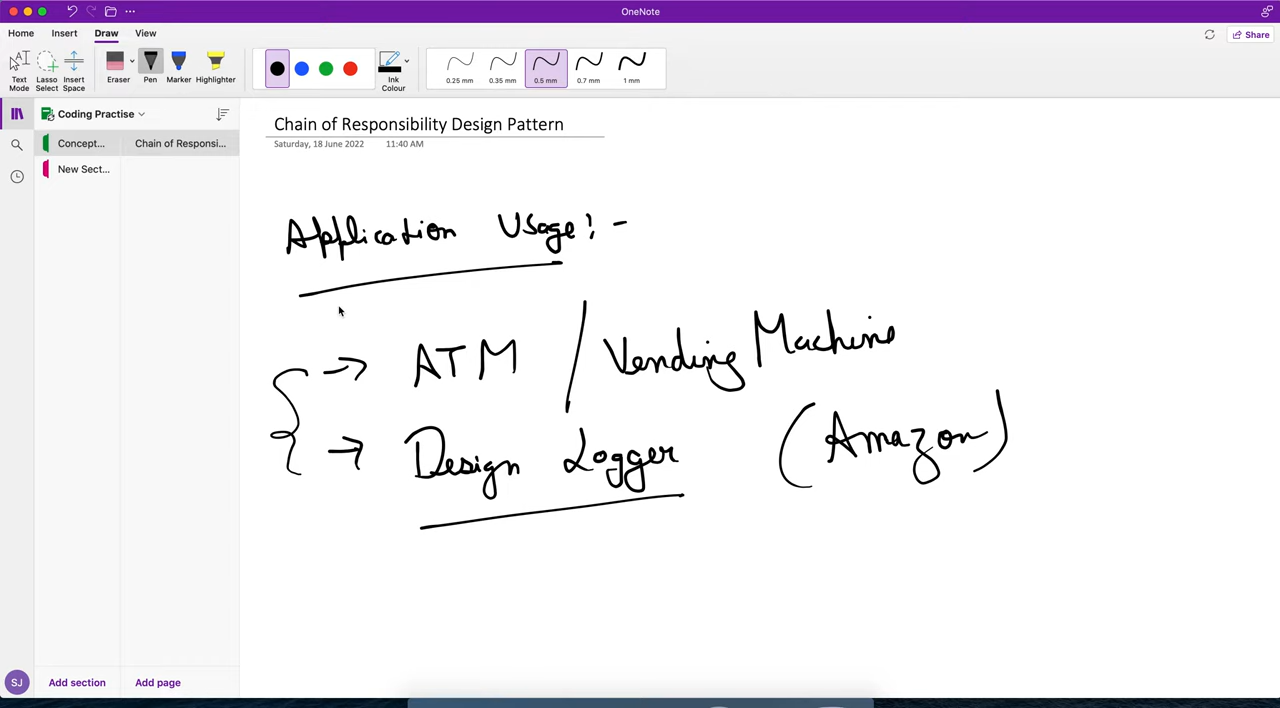 OneNote
Home Insert Draw View
Share
Text Mode
Lasso Select
Insert Space
Eraser
Pen
Marker
Highlighter
Ink Colour
0.25 mm
0.35 mm
0.5 mm
0.7 mm
1 mm
Coding Practise
Concept...
Chain of Responsi...
New Sect...
Chain of Responsibility Design Pattern
Saturday, 18 June 2022 11:40 AM
Application Usage! -
→ ATM / Vending Machine
→ Design Logger (Amazon)
SJ
Add section
Add page